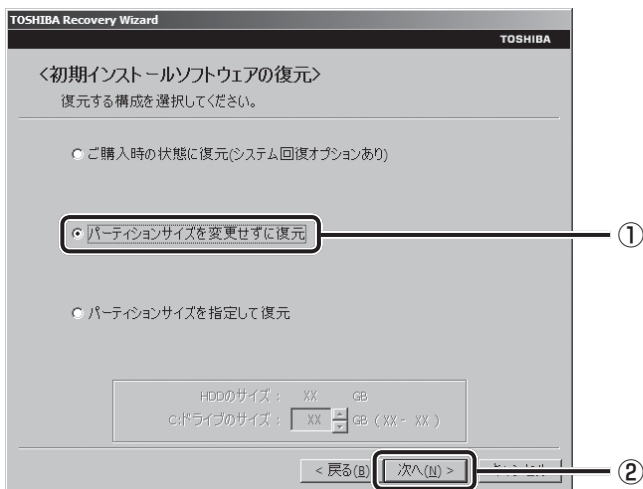 TOSHIBA Recovery Wizard
TOSHIBA
<初期インストールソフトウェアの復元>
復元する構成を選択してください。
ご購入時の状態に復元(システム回復オプションあり)
パーティションサイズを変更せずに復元
①
パーティションサイズを指定して復元
HDDのサイズ : XX GB
C:ドライブのサイズ : XX GB ( XX - XX )
< 戻る(B)
次へ(N) >
②